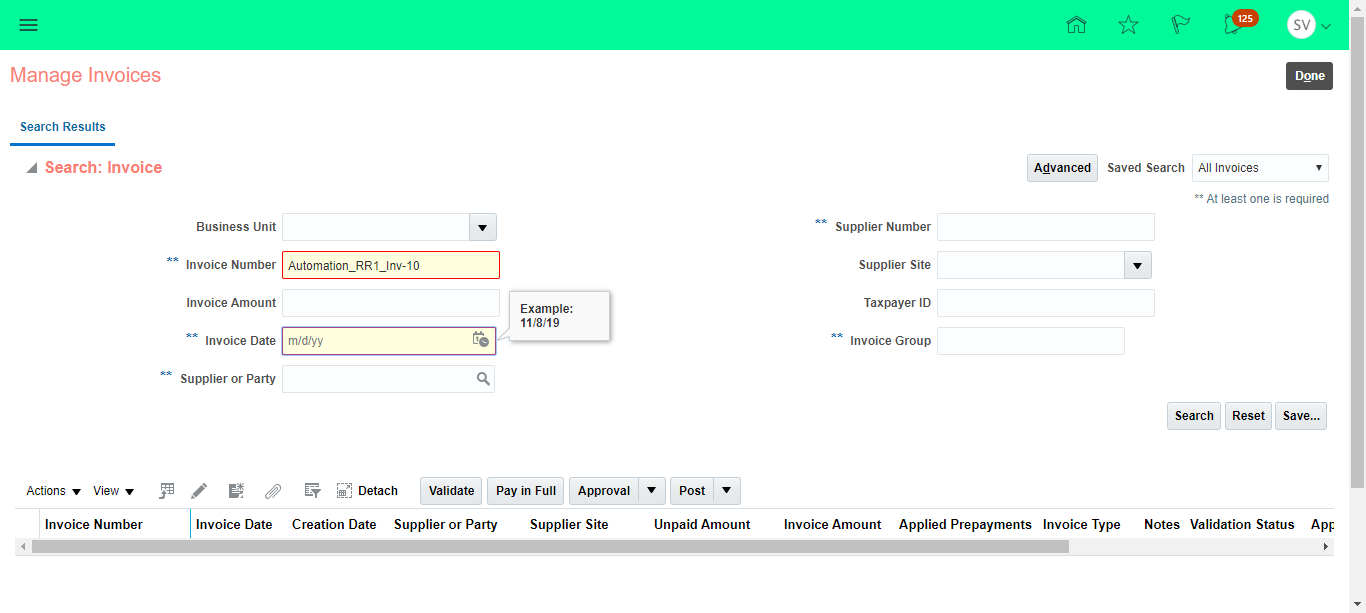 125
SV
Manage Invoices
Done
Search Results
Search: Invoice
Advanced Saved Search All Invoices
** At least one is required
Business Unit
** Supplier Number
** Invoice Number Automation_RR1_Inv-10
Supplier Site
Invoice Amount
Taxpayer ID
Example:
11/8/19
** Invoice Date m/d/yy
** Invoice Group
** Supplier or Party
Search Reset Save...
Actions View Detach Validate Pay in Full Approval Post
Invoice Number Invoice Date Creation Date Supplier or Party Supplier Site Unpaid Amount Invoice Amount Applied Prepayments Invoice Type Notes Validation Status App